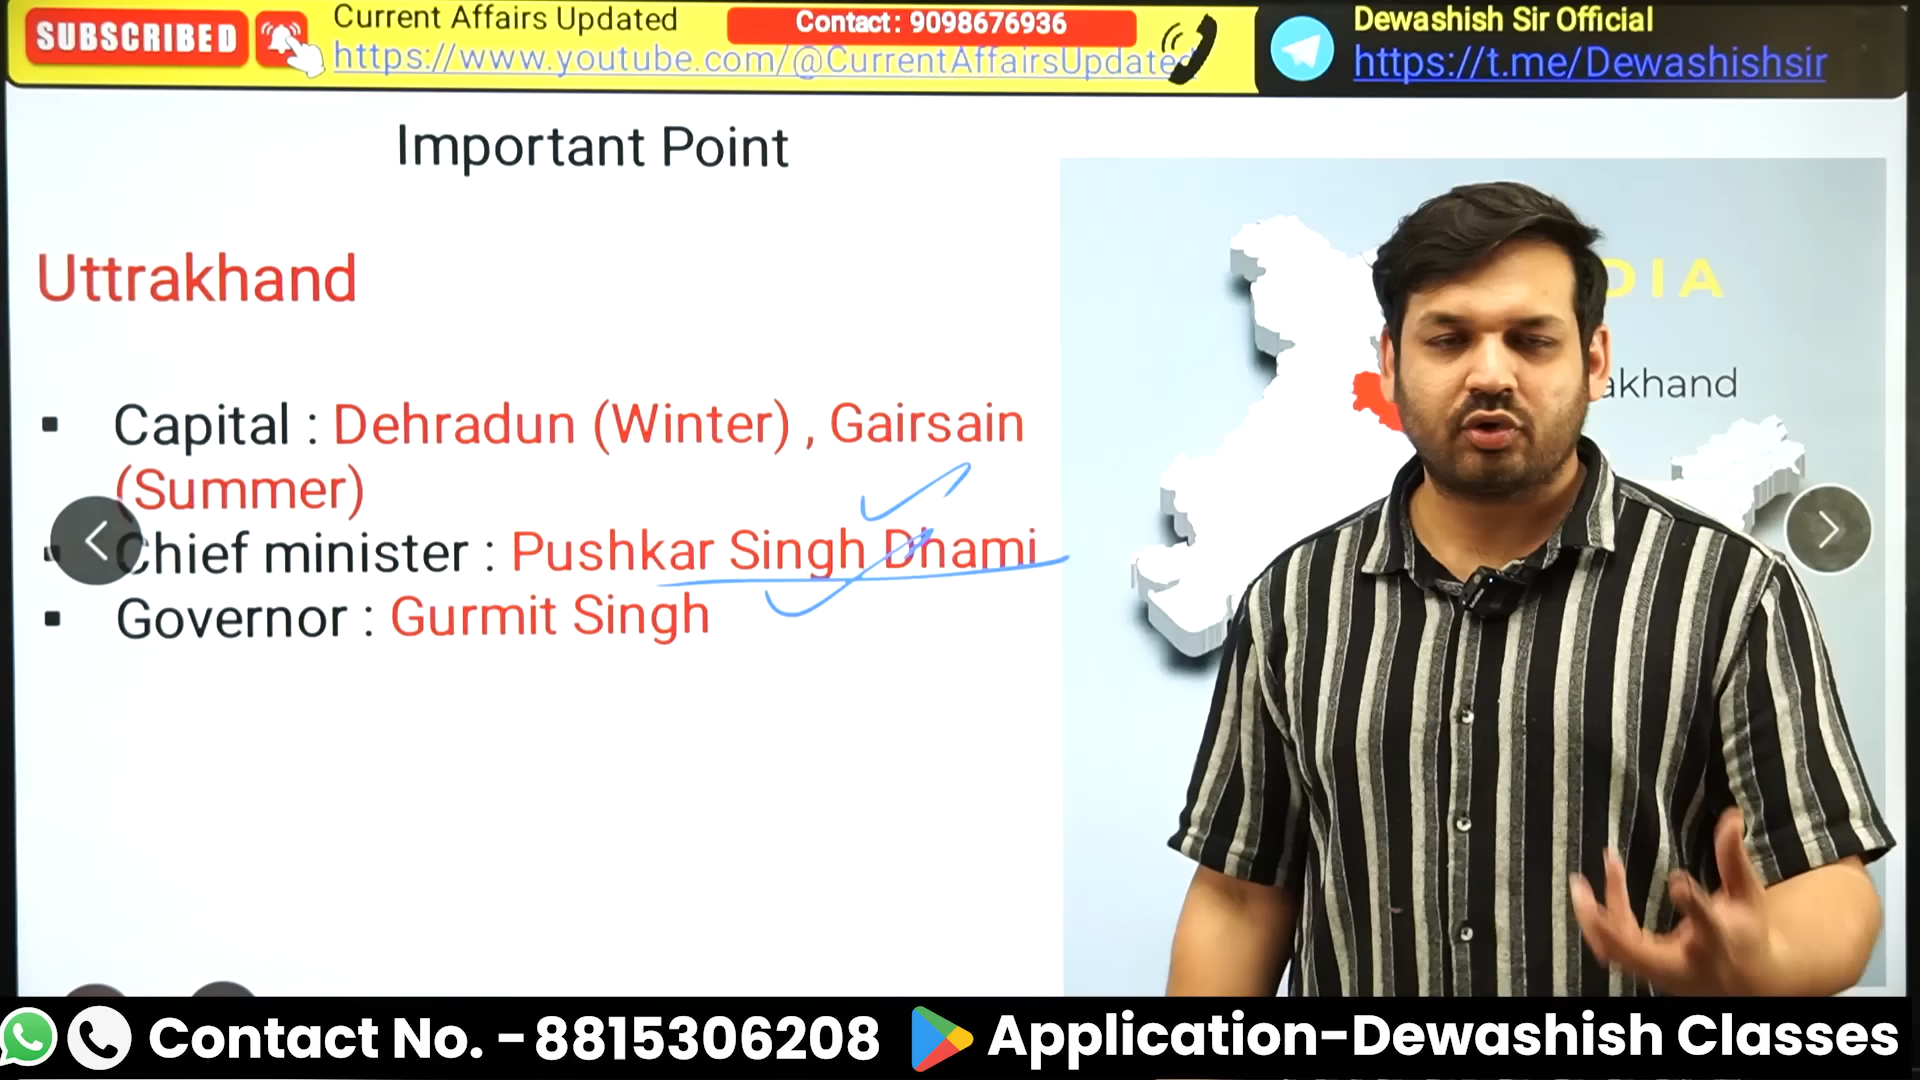 SUBSCRIBED
Current Affairs Updated
Contact: 9098676936
https://www.youtube.com/@CurrentAffairsUpdated
Dewashish Sir Official
https://t.me/Dewashishsir
Important Point
DIA
akhand
Uttrakhand
▪ Capital : Dehradun (Winter) , Gairsain
(Summer)
▪ Chief minister : Pushkar Singh Dhami
▪ Governor : Gurmit Singh
Contact No. - 8815306208
Application-Dewashish Classes